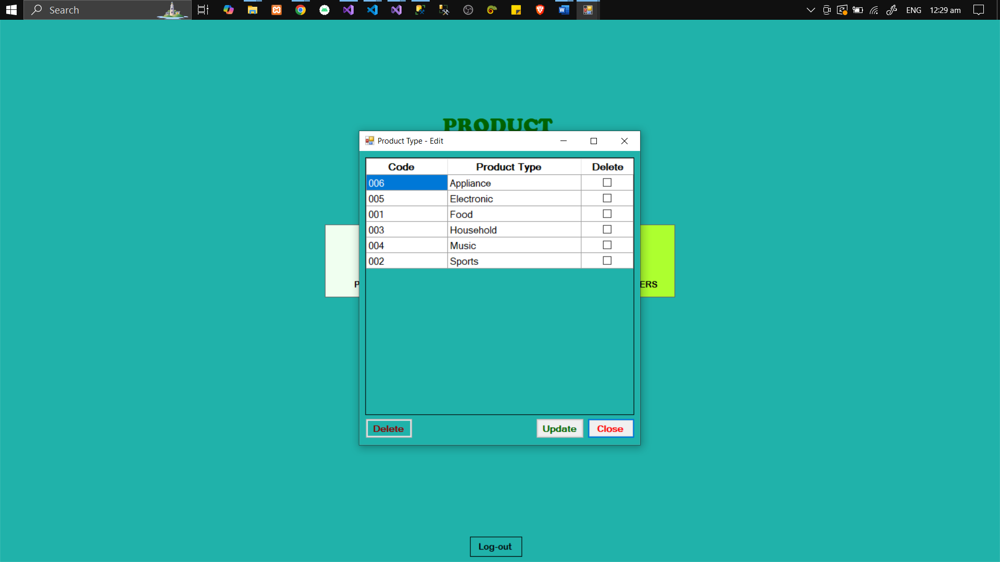 Search
ENG 12:29 am
PRODUCT
Product Type - Edit
Code Product Type Delete
006 Appliance
005 Electronic
001 Food
003 Household
004 Music
002 Sports
P
ERS
Delete Update Close
Log-out